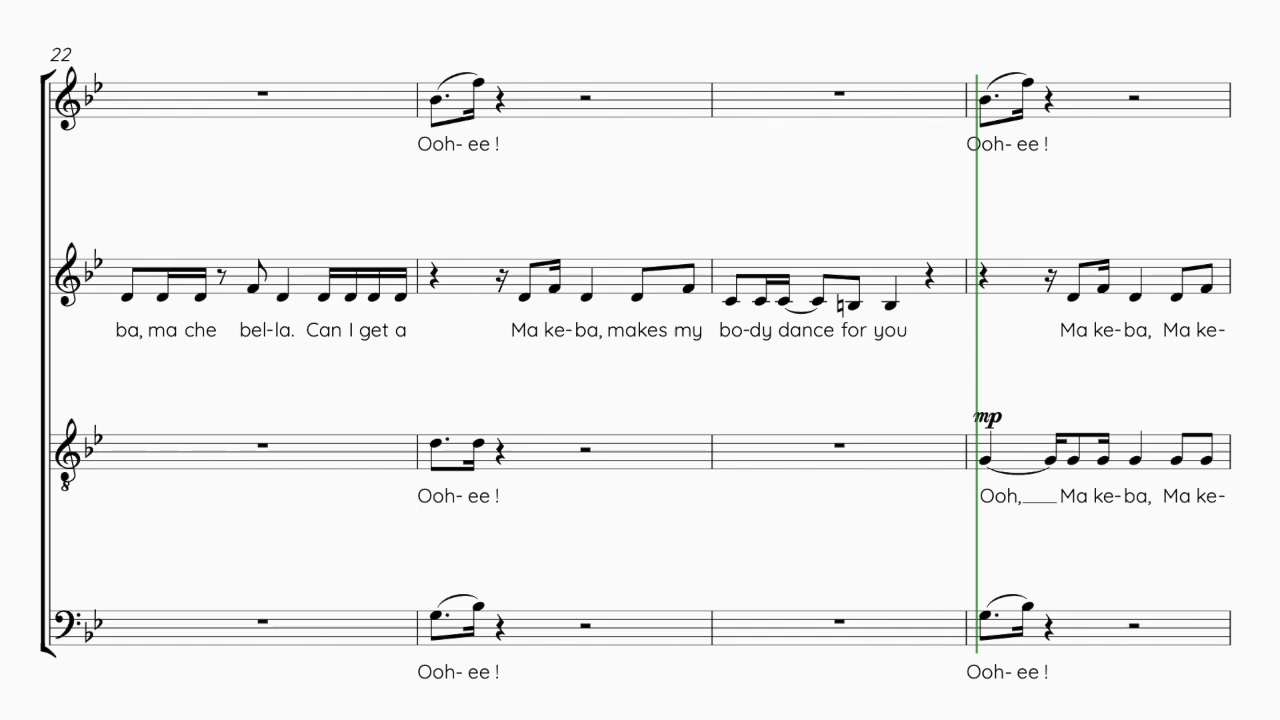 22
Ooh- ee ! Ooh- ee !
ba, ma che bel-la. Can I get a Ma ke-ba, makes my bo-dy dance for you Ma ke-ba, Ma ke-
mp
Ooh- ee ! Ooh,___ Ma ke-ba, Ma ke-
Ooh- ee ! Ooh- ee !